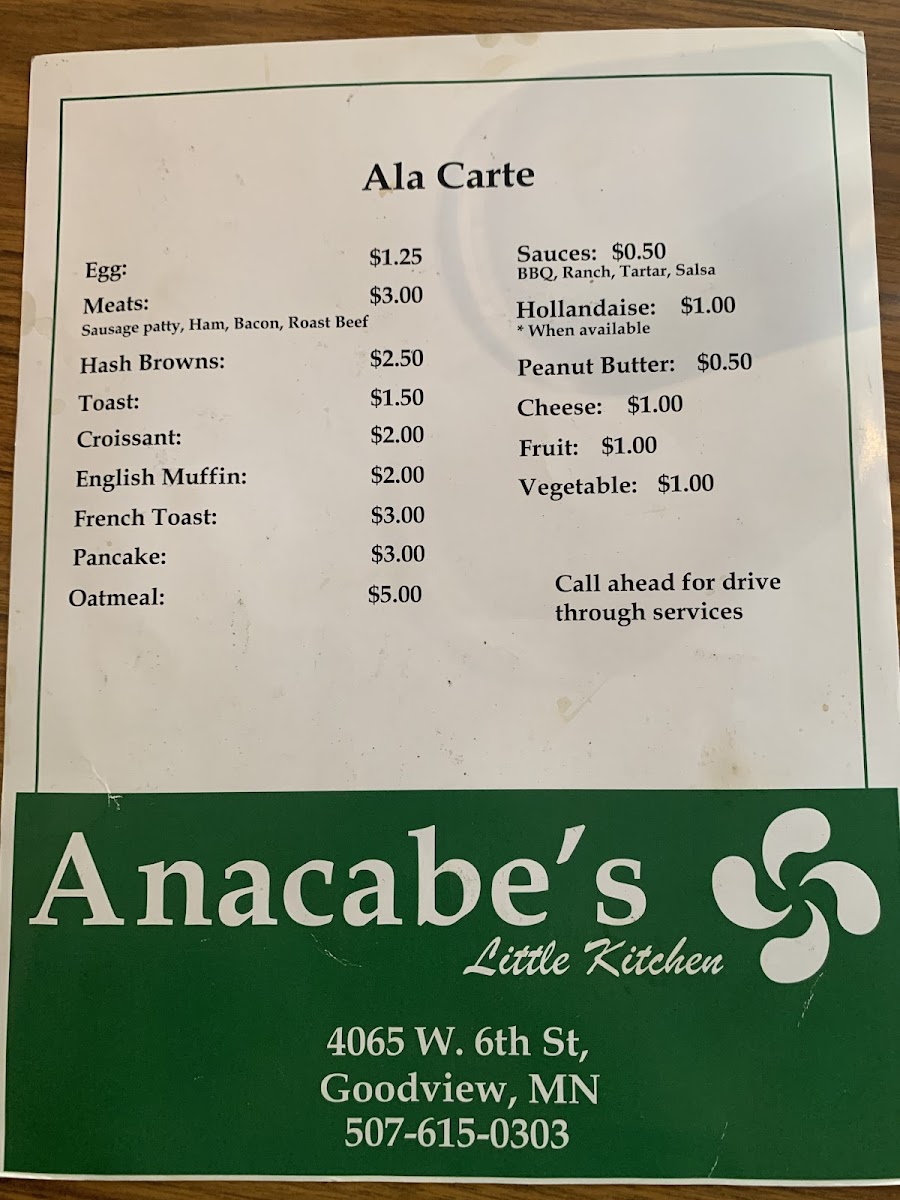 Ala Carte
Egg: $1.25
Meats: $3.00
Sausage patty, Ham, Bacon, Roast Beef
Hash Browns: $2.50
Toast: $1.50
Croissant: $2.00
English Muffin: $2.00
French Toast: $3.00
Pancake: $3.00
Oatmeal: $5.00
Sauces: $0.50
BBQ, Ranch, Tartar, Salsa
Hollandaise: $1.00
* When available
Peanut Butter: $0.50
Cheese: $1.00
Fruit: $1.00
Vegetable: $1.00
Call ahead for drive
through services
Anacabe's
Little Kitchen
4065 W. 6th St,
Goodview, MN
507-615-0303